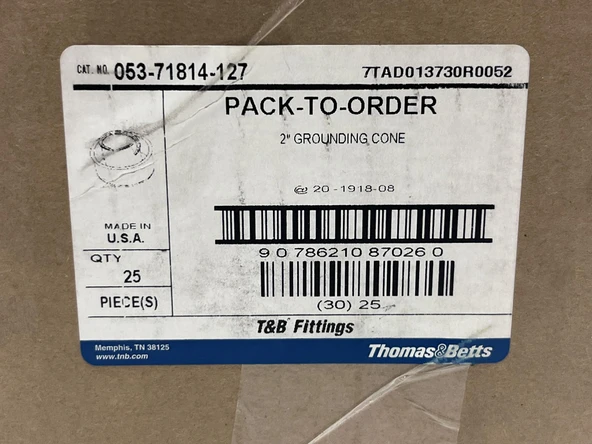 CAT. NO. 053-71814-127 7TAD013730R0052
PACK-TO-ORDER
2" GROUNDING CONE
@ 20-1918-08
MADE IN
U.S.A.
9 0 786210 87026 0
QTY
25
PIECE(S)
(30) 25
T&B® Fittings
Memphis, TN 38125
www.tnb.com
Thomas&Betts